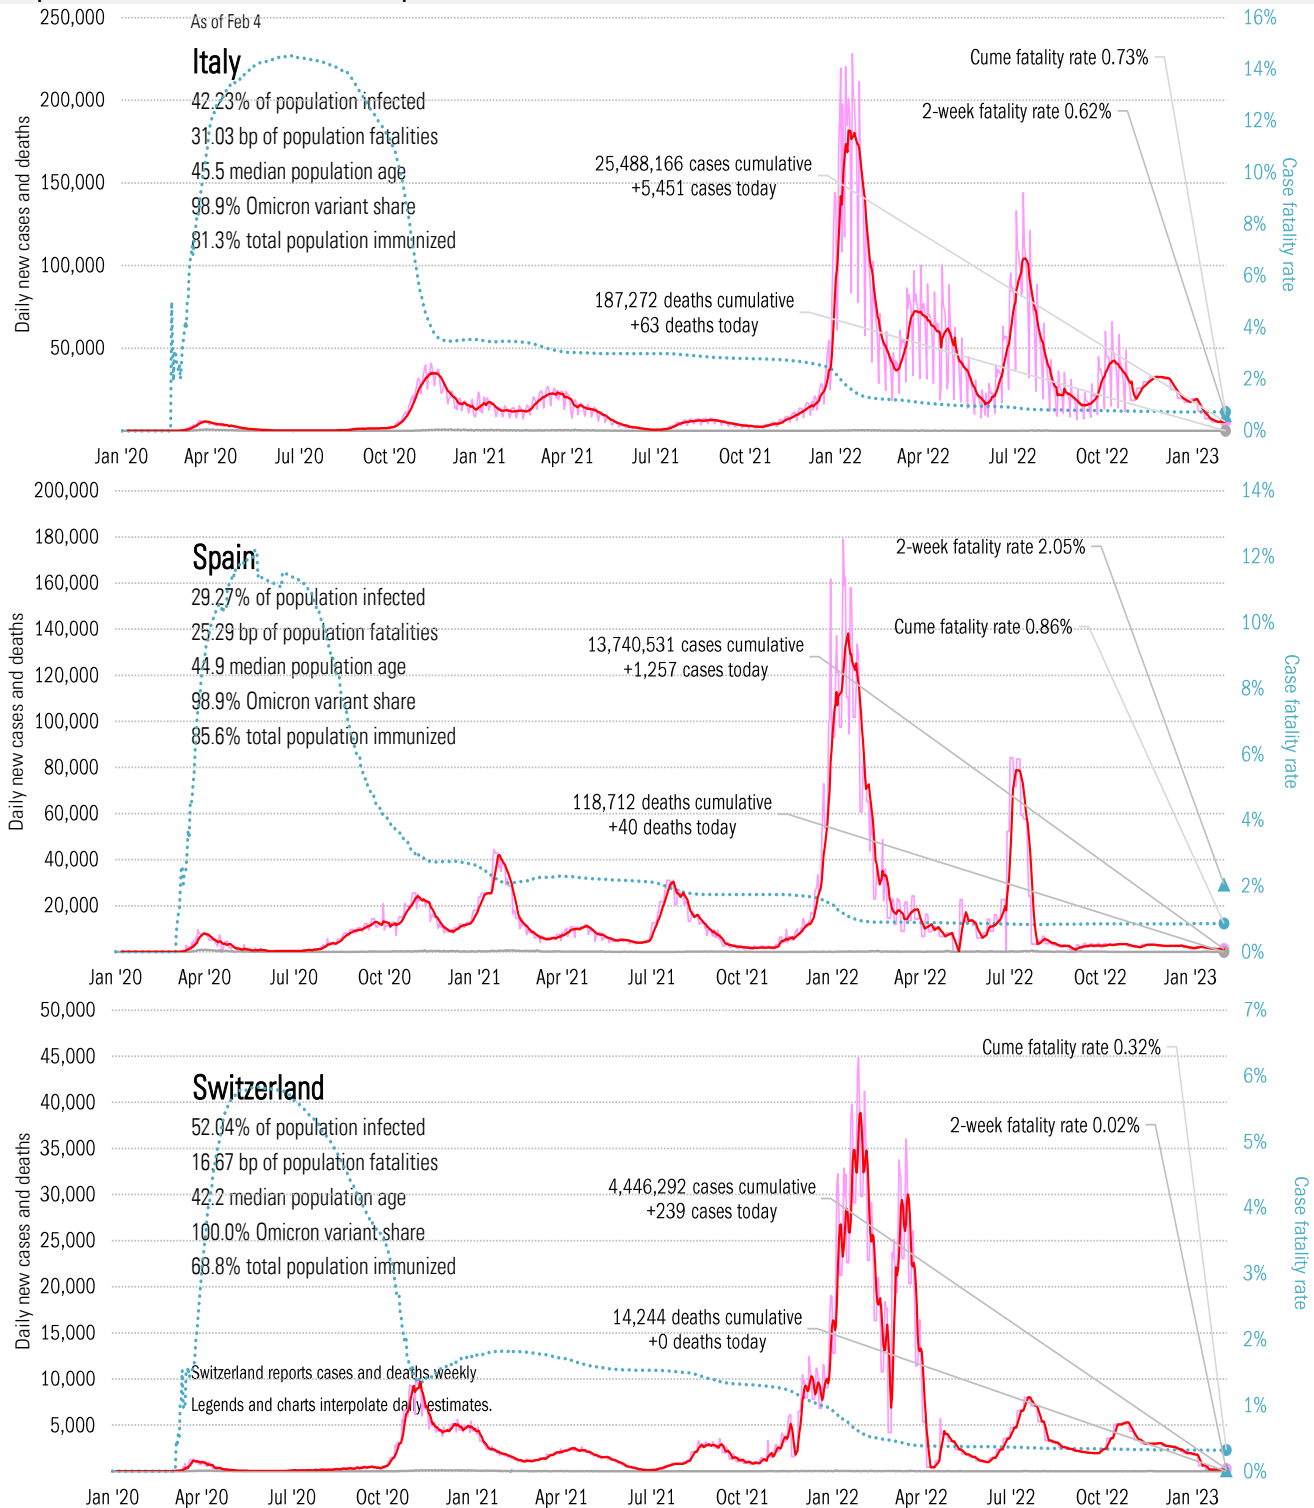 As of Feb 4
Italy
42.23% of population infected
31.03 bp of population fatalities
45.5 median population age
98.9% Omicron variant share
81.3% total population immunized
Cume fatality rate 0.73%
2-week fatality rate 0.62%
25,488,166 cases cumulative
+5,451 cases today
187,272 deaths cumulative
+63 deaths today
Daily new cases and deaths
250,000
200,000
150,000
100,000
50,000
Case fatality rate
16%
14%
12%
10%
8%
6%
4%
2%
0%
Jan '20 Apr '20 Jul '20 Oct '20 Jan '21 Apr '21 Jul '21 Oct '21 Jan '22 Apr '22 Jul '22 Oct '22 Jan '23
Spain
29.27% of population infected
25.29 bp of population fatalities
44.9 median population age
98.9% Omicron variant share
85.6% total population immunized
2-week fatality rate 2.05%
Cume fatality rate 0.86%
13,740,531 cases cumulative
+1,257 cases today
118,712 deaths cumulative
+40 deaths today
Daily new cases and deaths
200,000
180,000
160,000
140,000
120,000
100,000
80,000
60,000
40,000
20,000
Case fatality rate
14%
12%
10%
8%
6%
4%
2%
0%
Jan '20 Apr '20 Jul '20 Oct '20 Jan '21 Apr '21 Jul '21 Oct '21 Jan '22 Apr '22 Jul '22 Oct '22 Jan '23
Switzerland
52.04% of population infected
16.67 bp of population fatalities
42.2 median population age
100.0% Omicron variant share
68.8% total population immunized
Switzerland reports cases and deaths weekly
Legends and charts interpolate daily estimates.
Cume fatality rate 0.32%
2-week fatality rate 0.02%
4,446,292 cases cumulative
+239 cases today
14,244 deaths cumulative
+0 deaths today
Daily new cases and deaths
50,000
45,000
40,000
35,000
30,000
25,000
20,000
15,000
10,000
5,000
Case fatality rate
7%
6%
5%
4%
3%
2%
1%
0%
Jan '20 Apr '20 Jul '20 Oct '20 Jan '21 Apr '21 Jul '21 Oct '21 Jan '22 Apr '22 Jul '22 Oct '22 Jan '23